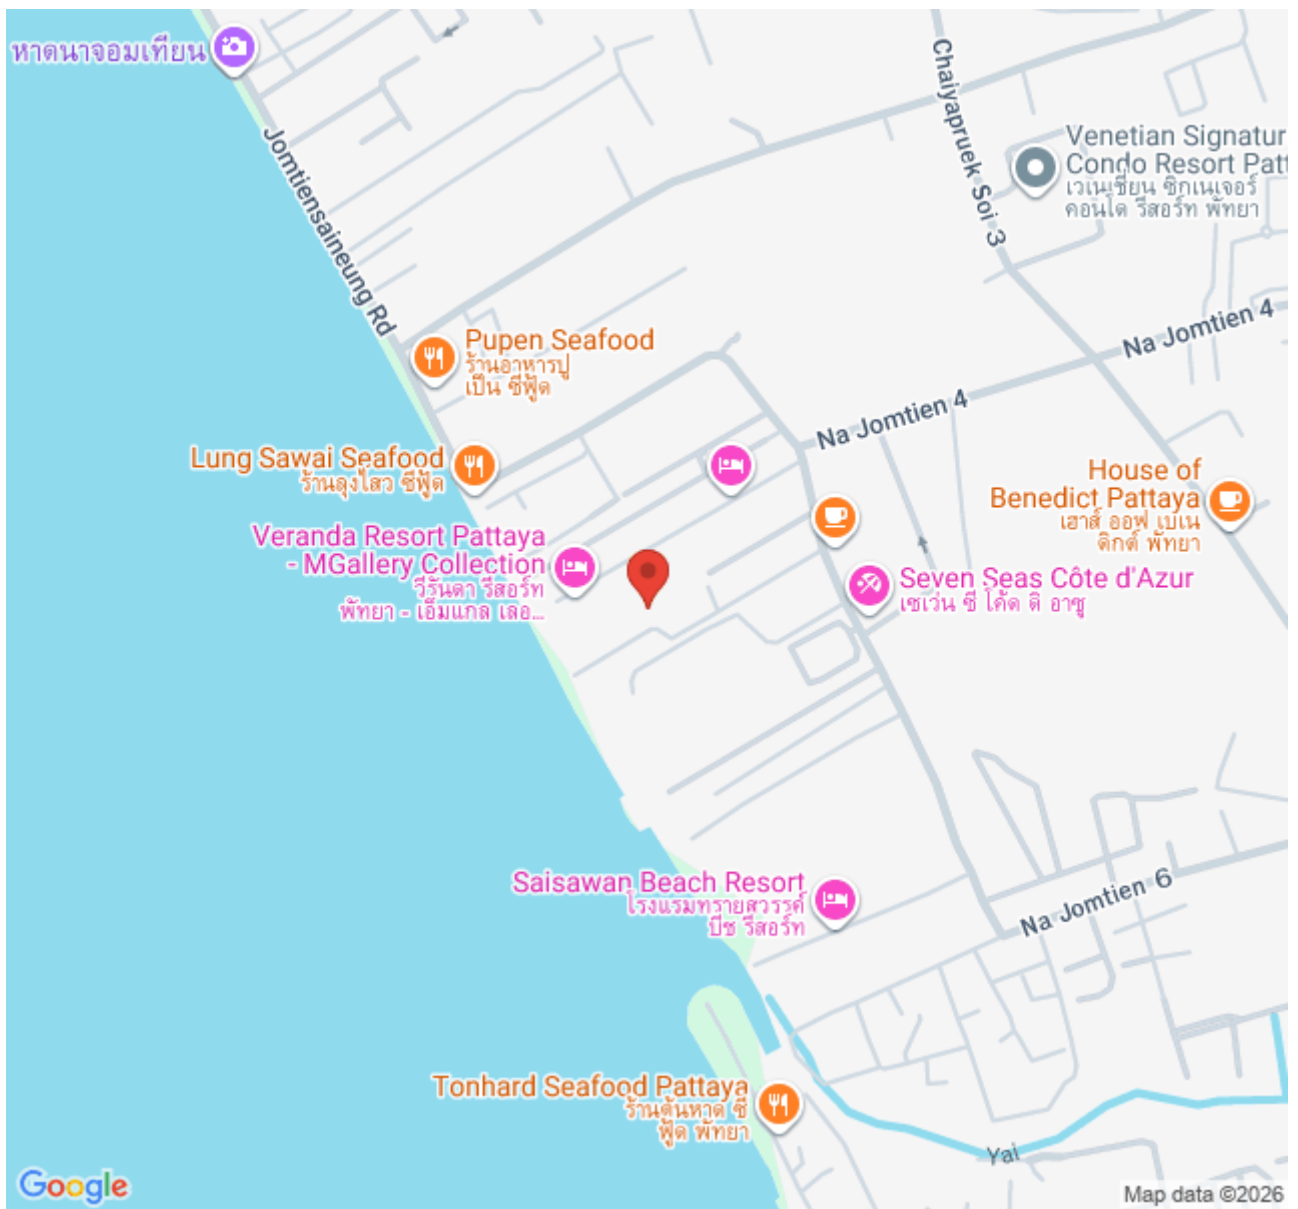 หาดนาจอมเทียน
Jomtiensaineung Rd
Chaiyapruek Soi 3
Venetian Signatur
Condo Resort Patt
เวเนเชี่ยน ซิกเนเจอร์
คอนโด รีสอร์ท พัทยา
Na Jomtien 4
Pupen Seafood
ร้านอาหารปู
เป็น ซีฟู้ด
Na Jomtien 4
Lung Sawai Seafood
ร้านลุงไสว ซีฟู้ด
House of
Benedict Pattaya
เฮาส์ ออฟ เบเน
ดิกต์ พัทยา
Veranda Resort Pattaya
- MGallery Collection
วีรันดา รีสอร์ท
พัทยา - เอ็มแกล เลอ...
Seven Seas Côte d'Azur
เซเว่น ซี โค้ด ดิ อาซู
Saisawan Beach Resort
โรงแรมทรายสวรรค์
บีช รีสอร์ท
Na Jomtien 6
Tonhard Seafood Pattaya
ร้านต้นหาด ซี
ฟู้ด พัทยา
Yai
Google
Map data ©2026